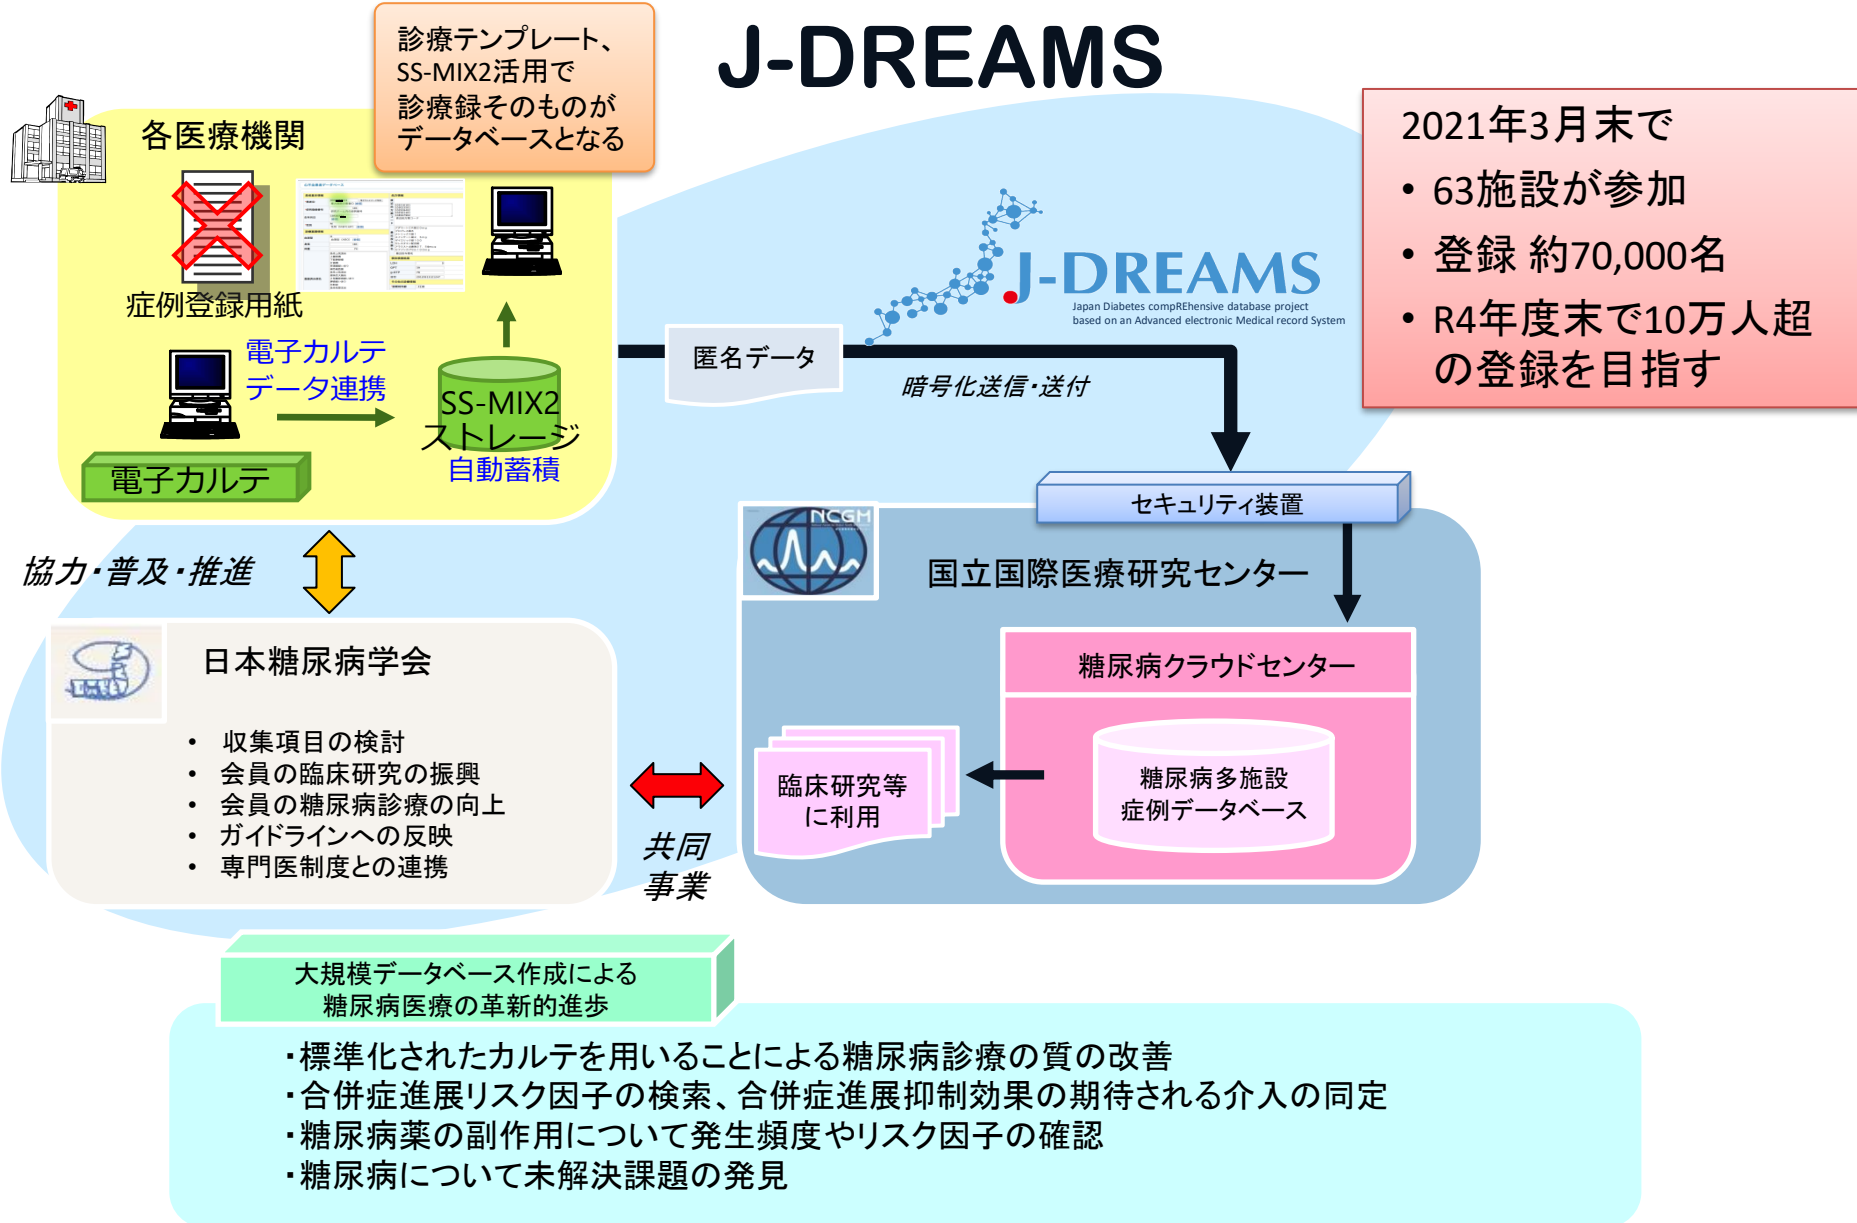 J-DREAMS
診療テンプレート、
SS-MIX2活用で
診療録そのものが
データベースとなる
各医療機関
症例登録用紙
電子カルテ
データ連携
SS-MIX2
ストレージ
自動蓄積
電子カルテ
匿名データ
暗号化送信・送付
J-DREAMS
Japan Diabetes compREhensive database project
based on an Advanced electronic Medical record System
2021年3月末で
• 63施設が参加
• 登録 約70,000名
• R4年度末で10万人超
の登録を目指す
セキュリティ装置
NCGM
国立国際医療研究センター
糖尿病クラウドセンター
糖尿病多施設
症例データベース
臨床研究等
に利用
協力・普及・推進
日本糖尿病学会
• 収集項目の検討
• 会員の臨床研究の振興
• 会員の糖尿病診療の向上
• ガイドラインへの反映
• 専門医制度との連携
共同
事業
大規模データベース作成による
糖尿病医療の革新的進歩
・標準化されたカルテを用いることによる糖尿病診療の質の改善
・合併症進展リスク因子の検索、合併症進展抑制効果の期待される介入の同定
・糖尿病薬の副作用について発生頻度やリスク因子の確認
・糖尿病について未解決課題の発見